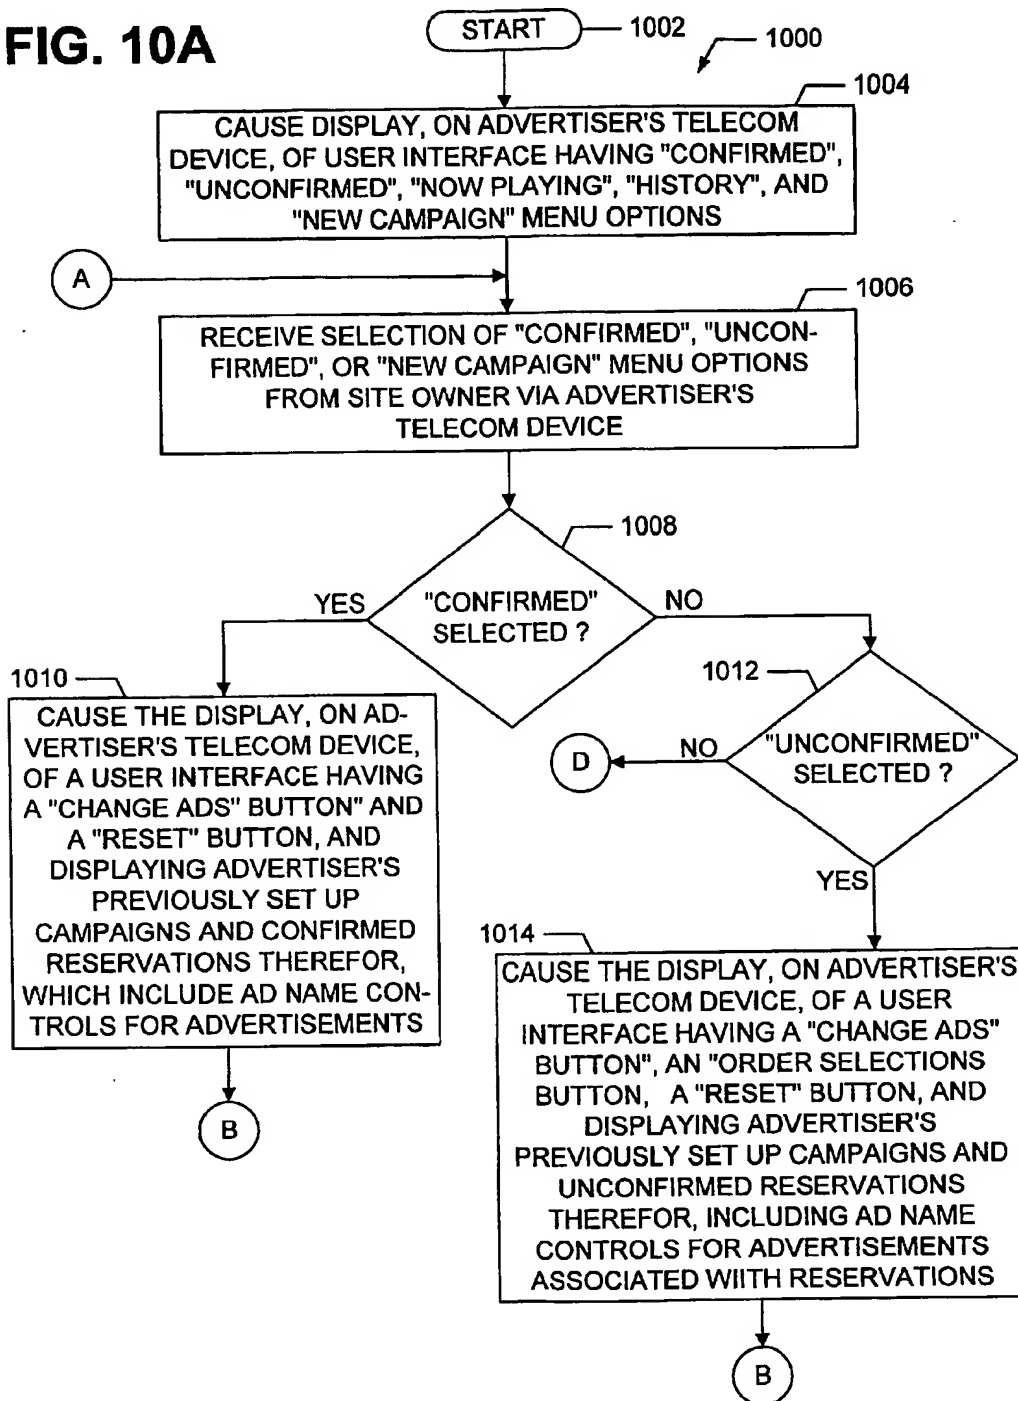 FIG. 10A
START
1002
1000
1004
CAUSE DISPLAY, ON ADVERTISER'S TELECOM
DEVICE, OF USER INTERFACE HAVING "CONFIRMED",
"UNCONFIRMED", "NOW PLAYING", "HISTORY", AND
"NEW CAMPAIGN" MENU OPTIONS
A
1006
RECEIVE SELECTION OF "CONFIRMED", "UNCON-
FIRMED", OR "NEW CAMPAIGN" MENU OPTIONS
FROM SITE OWNER VIA ADVERTISER'S
TELECOM DEVICE
1008
"CONFIRMED"
SELECTED ?
YES
NO
1010
CAUSE THE DISPLAY, ON AD-
VERTISER'S TELECOM DEVICE,
OF A USER INTERFACE HAVING
A "CHANGE ADS" BUTTON" AND
A "RESET" BUTTON, AND
DISPLAYING ADVERTISER'S
PREVIOUSLY SET UP
CAMPAIGNS AND CONFIRMED
RESERVATIONS THEREFOR,
WHICH INCLUDE AD NAME CON-
TROLS FOR ADVERTISEMENTS
B
1012
"UNCONFIRMED"
SELECTED ?
NO
D
YES
1014
CAUSE THE DISPLAY, ON ADVERTISER'S
TELECOM DEVICE, OF A USER
INTERFACE HAVING A "CHANGE ADS"
BUTTON", AN "ORDER SELECTIONS
BUTTON, A "RESET" BUTTON, AND
DISPLAYING ADVERTISER'S
PREVIOUSLY SET UP CAMPAIGNS AND
UNCONFIRMED RESERVATIONS
THEREFOR, INCLUDING AD NAME
CONTROLS FOR ADVERTISEMENTS
ASSOCIATED WIITH RESERVATIONS
B